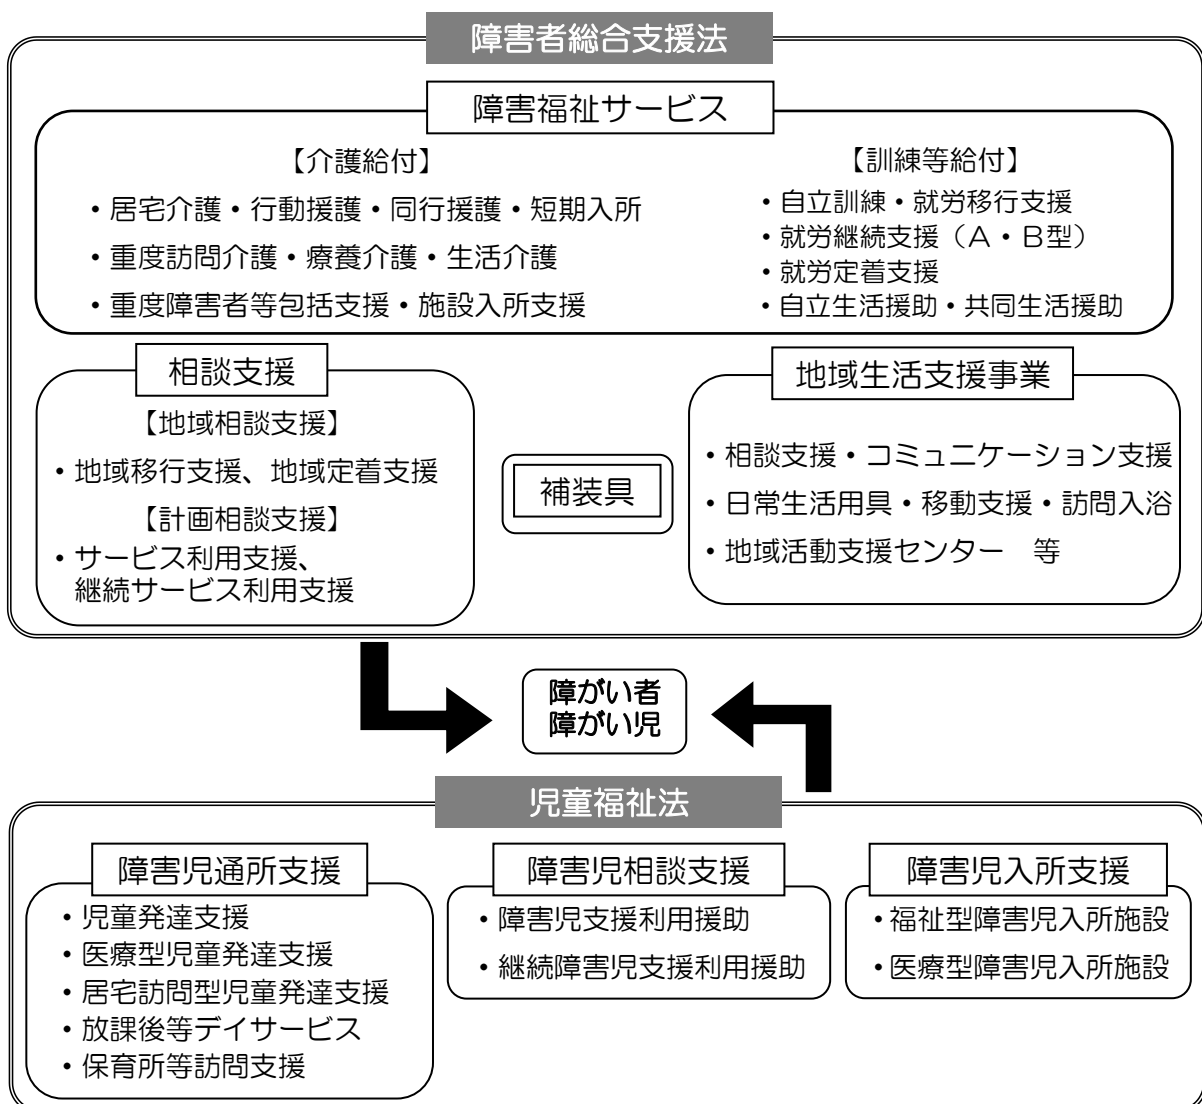 障害者総合支援法
障害福祉サービス
【介護給付】
・居宅介護・行動援護・同行援護・短期入所
・重度訪問介護・療養介護・生活介護
・重度障害者等包括支援・施設入所支援
【訓練等給付】
・自立訓練・就労移行支援
・就労継続支援（A・B型）
・就労定着支援
・自立生活援助・共同生活援助
相談支援
【地域相談支援】
・地域移行支援、地域定着支援
【計画相談支援】
・サービス利用支援、
継続サービス利用支援
補装具
地域生活支援事業
・相談支援・コミュニケーション支援
・日常生活用具・移動支援・訪問入浴
・地域活動支援センター　等
障がい者
障がい児
児童福祉法
障害児通所支援
・児童発達支援
・医療型児童発達支援
・居宅訪問型児童発達支援
・放課後等デイサービス
・保育所等訪問支援
障害児相談支援
・障害児支援利用援助
・継続障害児支援利用援助
障害児入所支援
・福祉型障害児入所施設
・医療型障害児入所施設